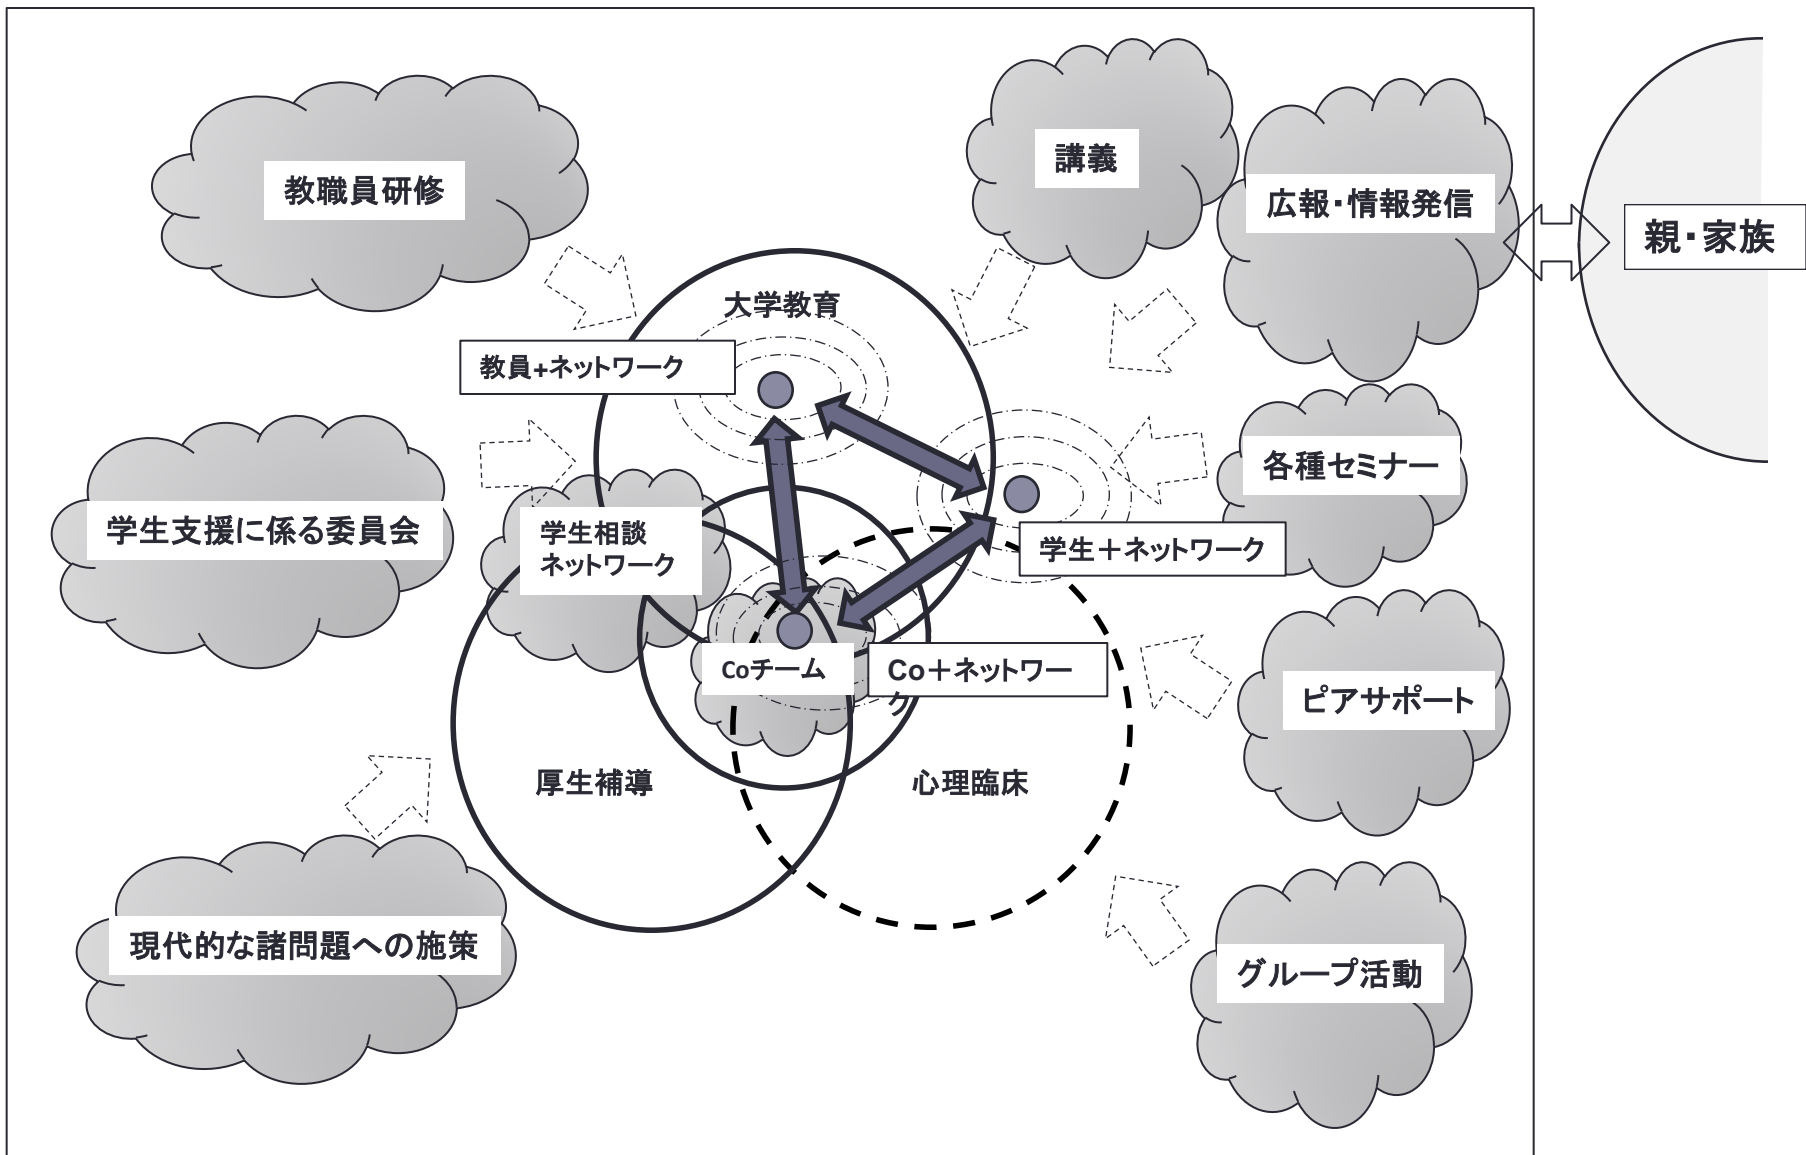 教職員研修
講義
広報・情報発信
親・家族
大学教育
教員+ネットワーク
各種セミナー
学生支援に係る委員会
学生相談
ネットワーク
学生＋ネットワーク
Coチーム
Co＋ネットワー
ク
ピアサポート
厚生補導
心理臨床
現代的な諸問題への施策
グループ活動